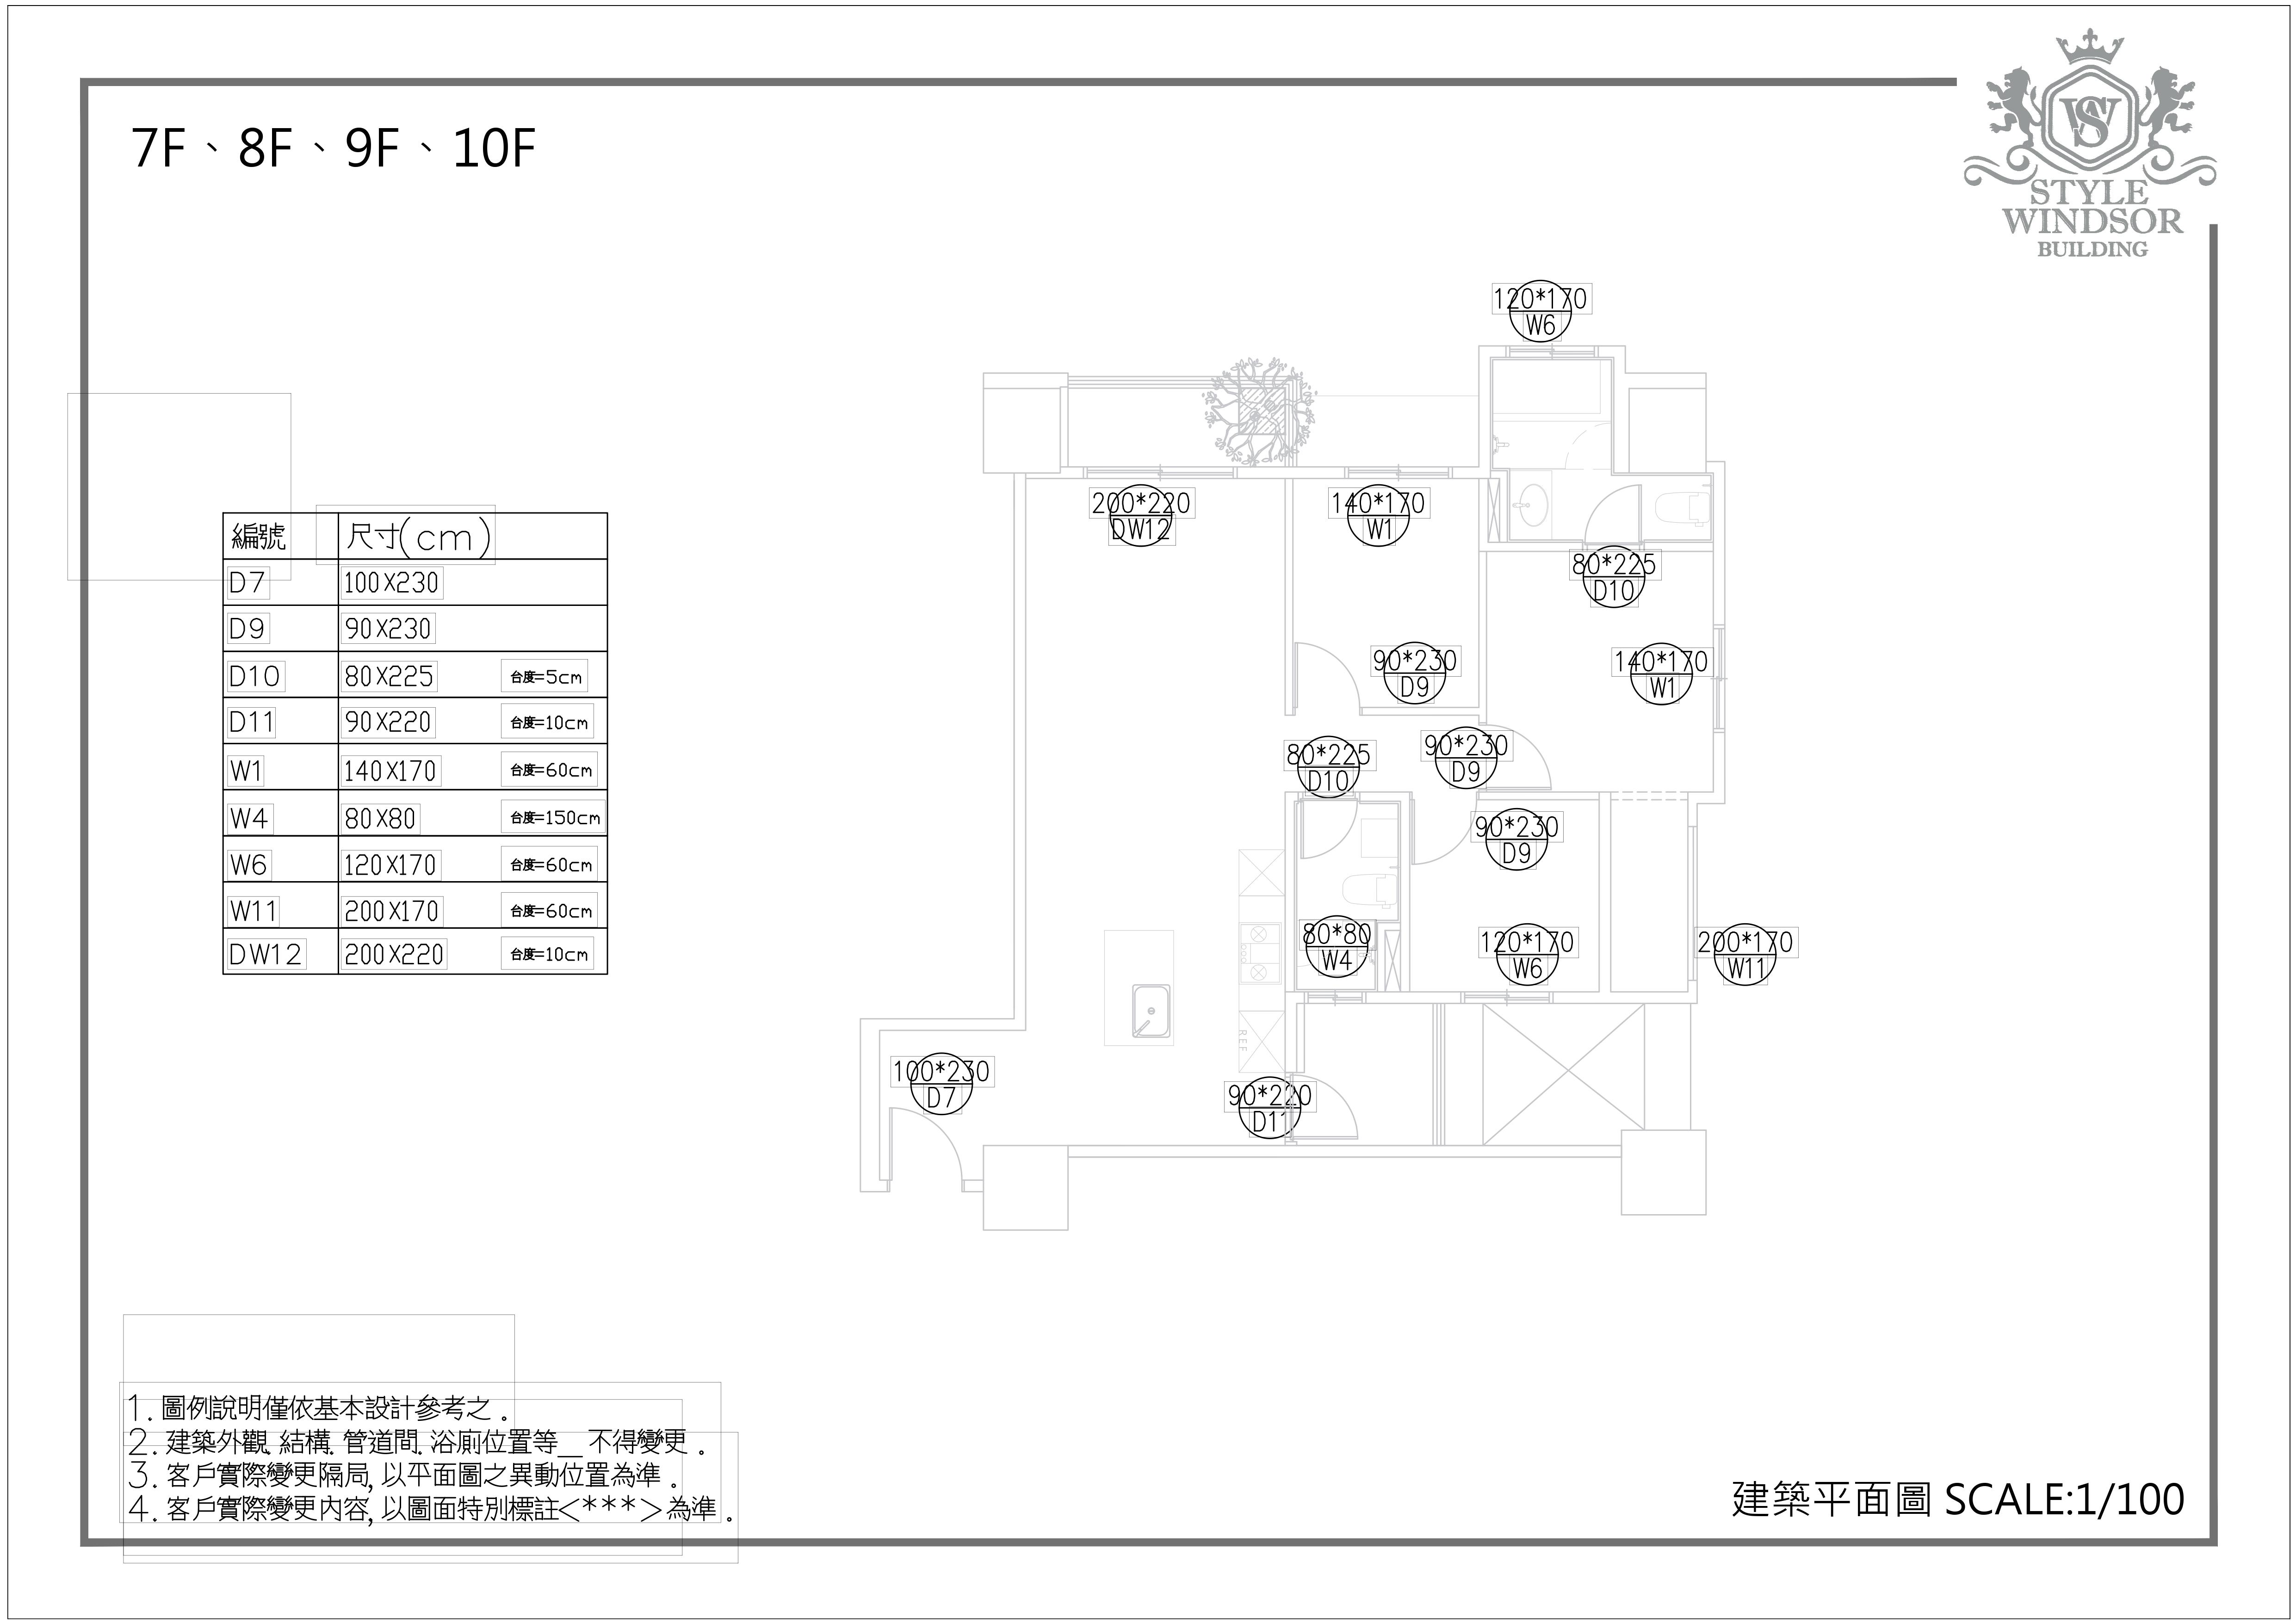 7F、8F、9F、10F
WS
STYLE
WINDSOR
BUILDING
編號 尺寸(cm)
D7 100X230
D9 90X230
D10 80X225 台度=5cm
D11 90X220 台度=10cm
W1 140X170 台度=60cm
W4 80X80 台度=150cm
W6 120X170 台度=60cm
W11 200X170 台度=60cm
DW12 200X220 台度=10cm
120*170
W6
200*220
DW12
140*170
W1
80*225
D10
90*230
D9
140*170
W1
80*225
D10
90*230
D9
90*230
D9
80*80
W4
120*170
W6
200*170
W11
REF
100*230
D7
90*220
D11
1. 圖例說明僅依基本設計參考之。
2. 建築外觀.結構.管道間.浴廁位置等__不得變更。
3. 客戶實際變更隔局,以平面圖之異動位置為準。
4. 客戶實際變更內容,以圖面特別標註<***>為準。
建築平面圖 SCALE:1/100